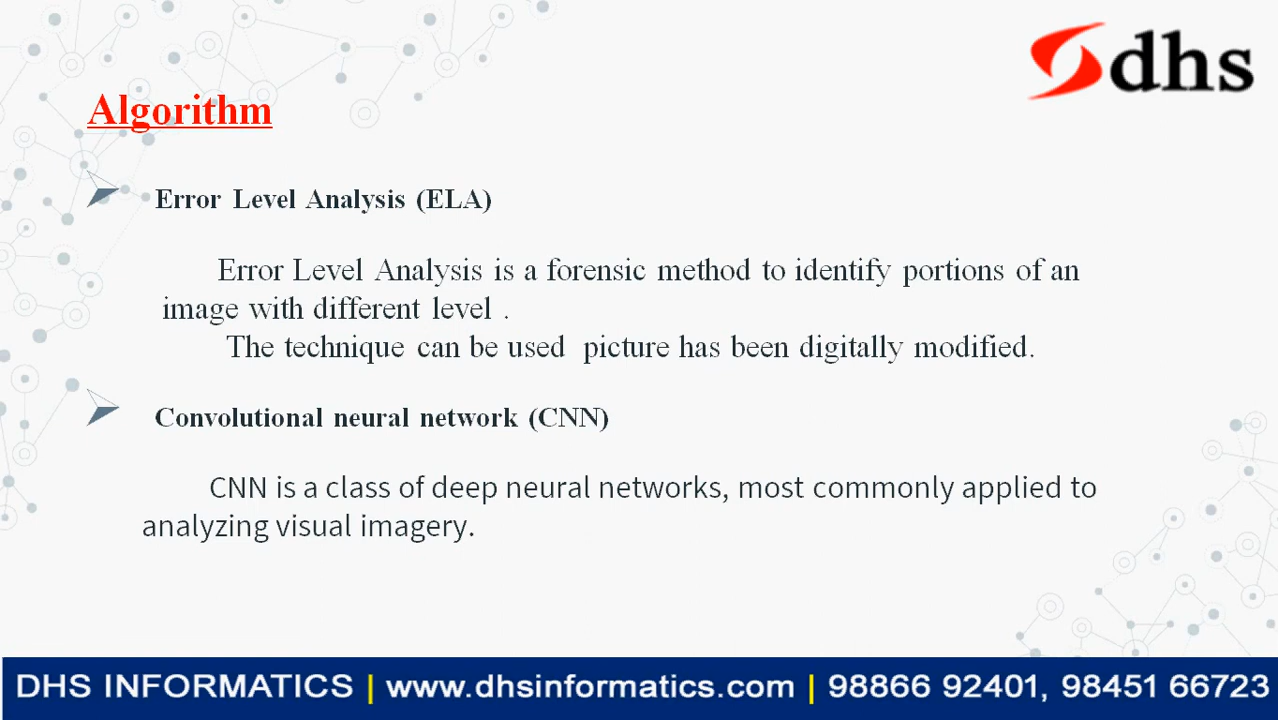 dhs
Algorithm
Error Level Analysis (ELA)
Error Level Analysis is a forensic method to identify portions of an
image with different level .
The technique can be used picture has been digitally modified.
Convolutional neural network (CNN)
CNN is a class of deep neural networks, most commonly applied to
analyzing visual imagery.
DHS INFORMATICS | www.dhsinformatics.com | 98866 92401, 98451 66723